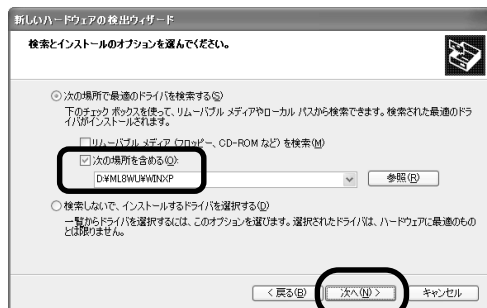 新しいハードウェアの検出ウィザード
検索とインストールのオプションを選んでください。
次の場所で最適のドライバを検索する(S)
下のチェック ボックスを使って、リムーバブル メディアやローカル パスから検索できます。検索された最適のドラ
イバがインストールされます。
リムーバブル メディア (フロッピー、CD-ROM など) を検索(M)
次の場所を含める(O):
D:¥ML8WU¥WINXP
参照(R)
検索しないで、インストールするドライバを選択する(D)
一覧からドライバを選択するには、このオプションを選びます。選択されたドライバは、ハードウェアに最適のもの
とは限りません。
< 戻る(B)
次へ(N) >
キャンセル